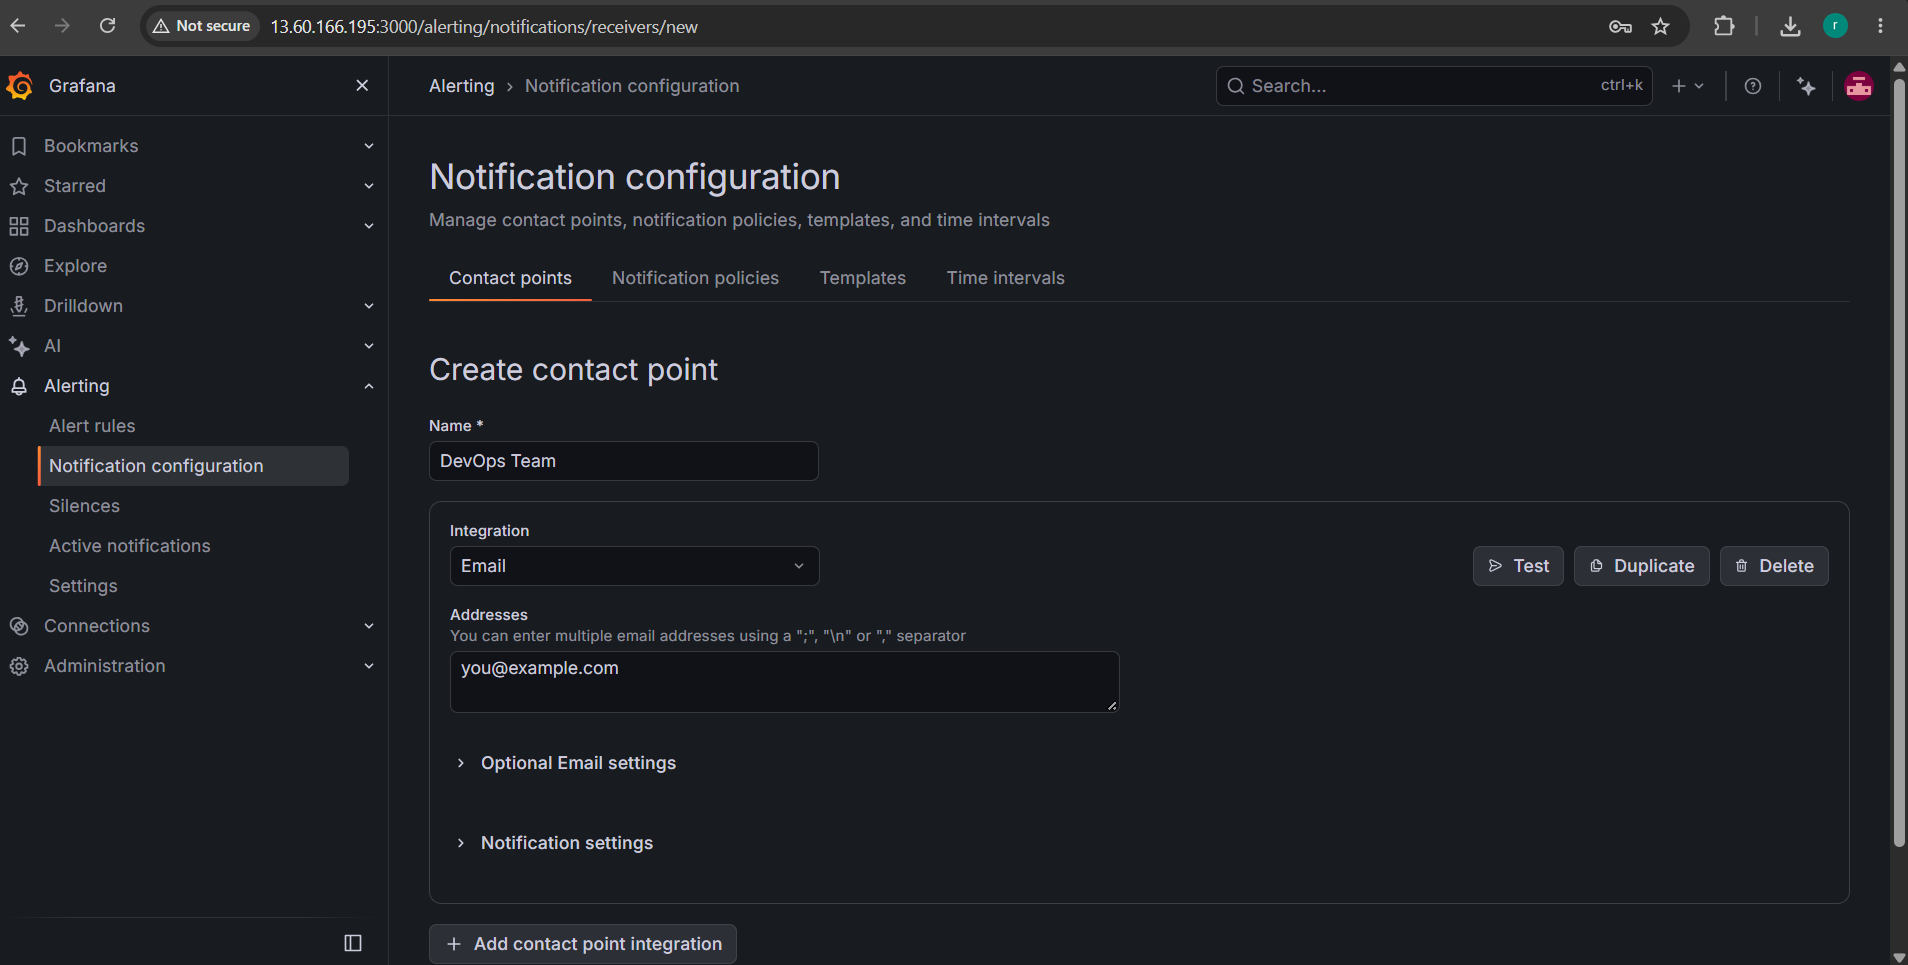 Not secure 13.60.166.195:3000/alerting/notifications/receivers/new r
Grafana
Alerting › Notification configuration
Search... ctrl+k
Bookmarks
Starred
Dashboards
Explore
Drilldown
AI
Alerting
Alert rules
Notification configuration
Silences
Active notifications
Settings
Connections
Administration
Notification configuration
Manage contact points, notification policies, templates, and time intervals
Contact points Notification policies Templates Time intervals
Create contact point
Name *
DevOps Team
Integration
Email
Test Duplicate Delete
Addresses
You can enter multiple email addresses using a ";", "\n" or "," separator
you@example.com
Optional Email settings
Notification settings
+ Add contact point integration